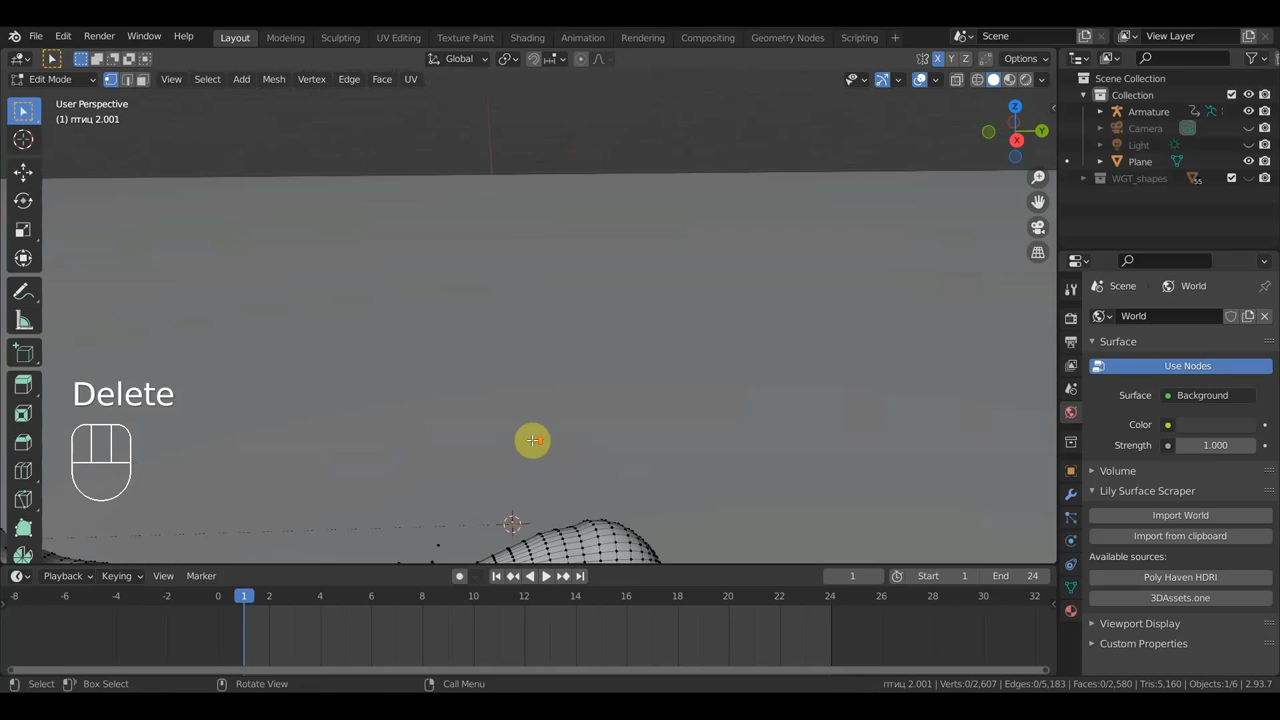 File Edit Render Window Help Layout Modeling Sculpting UV Editing Texture Paint Shading Animation Rendering Compositing Geometry Nodes Scripting + Scene View Layer
Global X Y Z Options
Edit Mode View Select Add Mesh Vertex Edge Face UV
User Perspective
(1) птиц 2.001
Z
Y
X
Scene Collection
Collection
Armature
Camera
Light
Plane
WGT_shapes 55
Scene World
World
Surface
Use Nodes
Surface Background
Color
Strength 1.000
Volume
Lily Surface Scraper
Import World
Import from clipboard
Available sources:
Poly Haven HDRI
3DAssets.one
Viewport Display
Custom Properties
Delete
Playback Keying View Marker 1 Start 1 End 24
-8 -6 -4 -2 0 1 2 4 6 8 10 12 14 16 18 20 22 24 26 28 30 32
Select Box Select Rotate View Call Menu птиц 2.001 | Verts:0/2,607 | Edges:0/5,183 | Faces:0/2,580 | Tris:5,160 | Objects:1/6 | 2.93.7